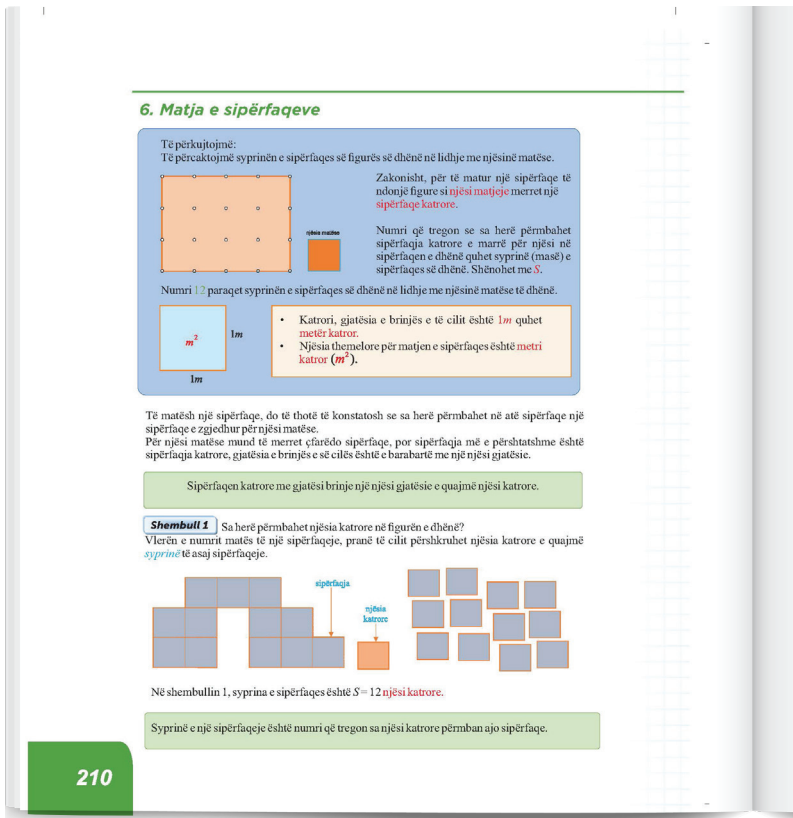 6. Matja e sipërfaqeve
Të përkujtojmë:
Të përcaktojmë syprinën e sipërfaqes së figurës së dhënë në lidhje me njësinë matëse.
Zakonisht, për të matur një sipërfaqe të
ndonjë figure si njësi matjeje merret një
sipërfaqe katrore.
njësia matëse
Numri që tregon se sa herë përmbahet
sipërfaqja katrore e marrë për njësi në
sipërfaqen e dhënë quhet syprinë (masë) e
sipërfaqes së dhënë. Shënohet me S.
Numri 12 paraqet syprinën e sipërfaqes së dhënë në lidhje me njësinë matëse të dhënë.
m²
1m
1m
• Katrori, gjatësia e brinjës e të cilit është 1m quhet
metër katror.
• Njësia themelore për matjen e sipërfaqes është metri
katror (m²).
Të matësh një sipërfaqe, do të thotë të konstatosh se sa herë përmbahet në atë sipërfaqe një
sipërfaqe e zgjedhur për njësi matëse.
Për njësi matëse mund të merret çfarëdo sipërfaqe, por sipërfaqja më e përshtatshme është
sipërfaqja katrore, gjatësia e brinjës e së cilës është e barabartë me një njësi gjatësie.
Sipërfaqen katrore me gjatësi brinje një njësi gjatësie e quajmë njësi katrore.
Shembull 1 Sa herë përmbahet njësia katrore në figurën e dhënë?
Vlerën e numrit matës të një sipërfaqeje, pranë të cilit përshkruhet njësia katrore e quajmë
syprinë të asaj sipërfaqeje.
sipërfaqja
njësia
katrore
Në shembullin 1, syprina e sipërfaqes është S = 12 njësi katrore.
Syprinë e një sipërfaqeje është numri që tregon sa njësi katrore përmban ajo sipërfaqe.
210